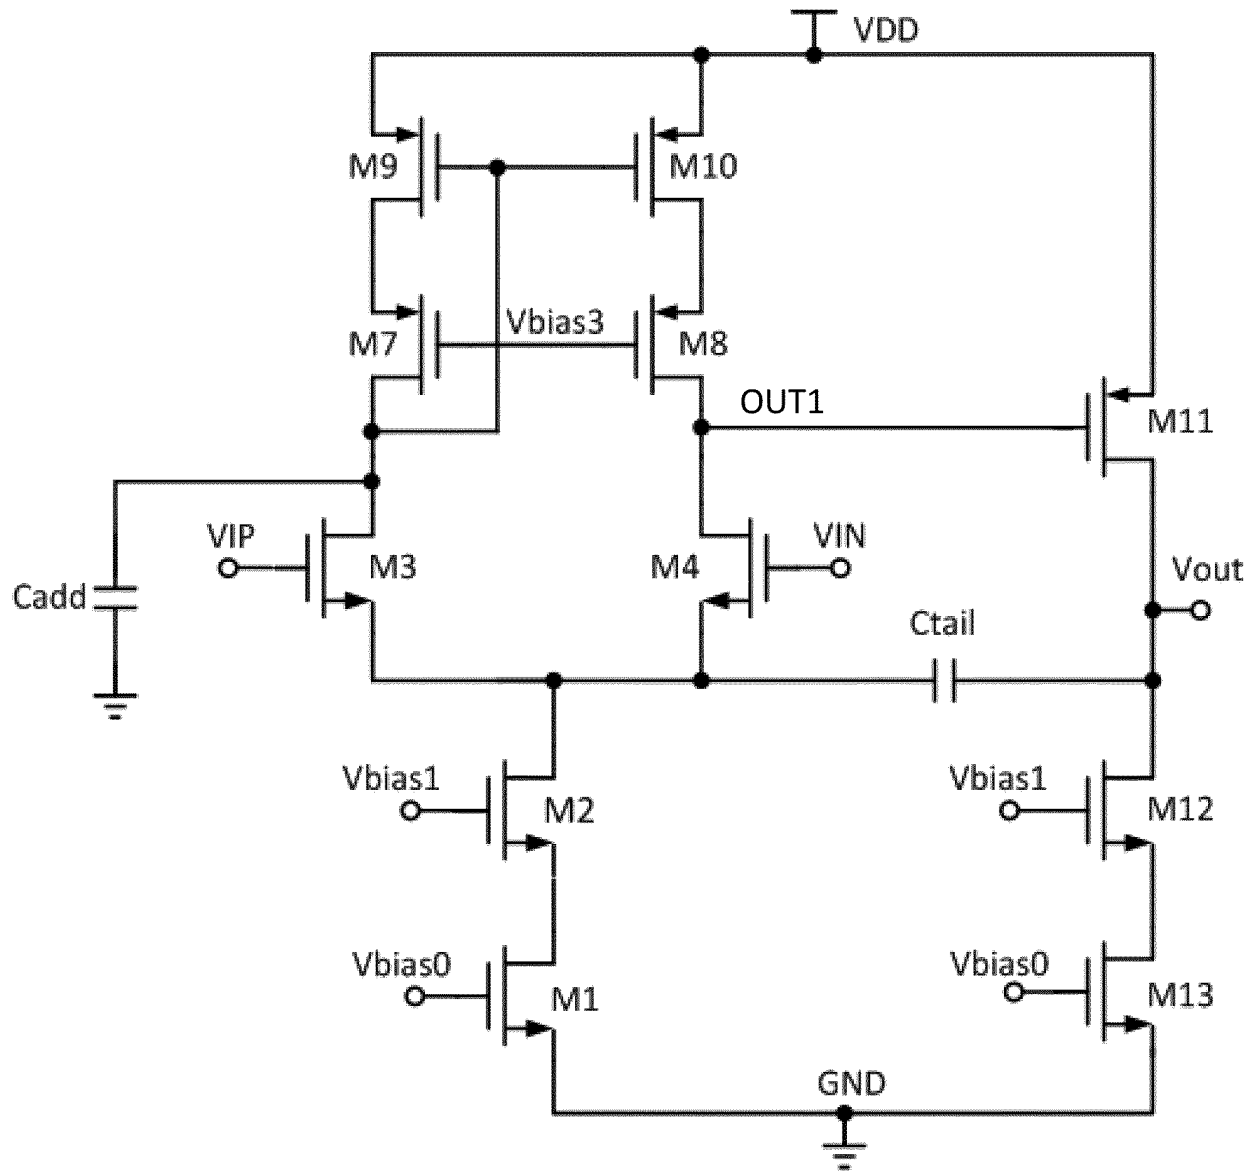 VDD
M9
M10
M7
Vbias3
M8
OUT1
M11
VIP
M3
M4
VIN
Vout
Cadd
Ctail
Vbias1
M2
Vbias1
M12
Vbias0
M1
Vbias0
M13
GND